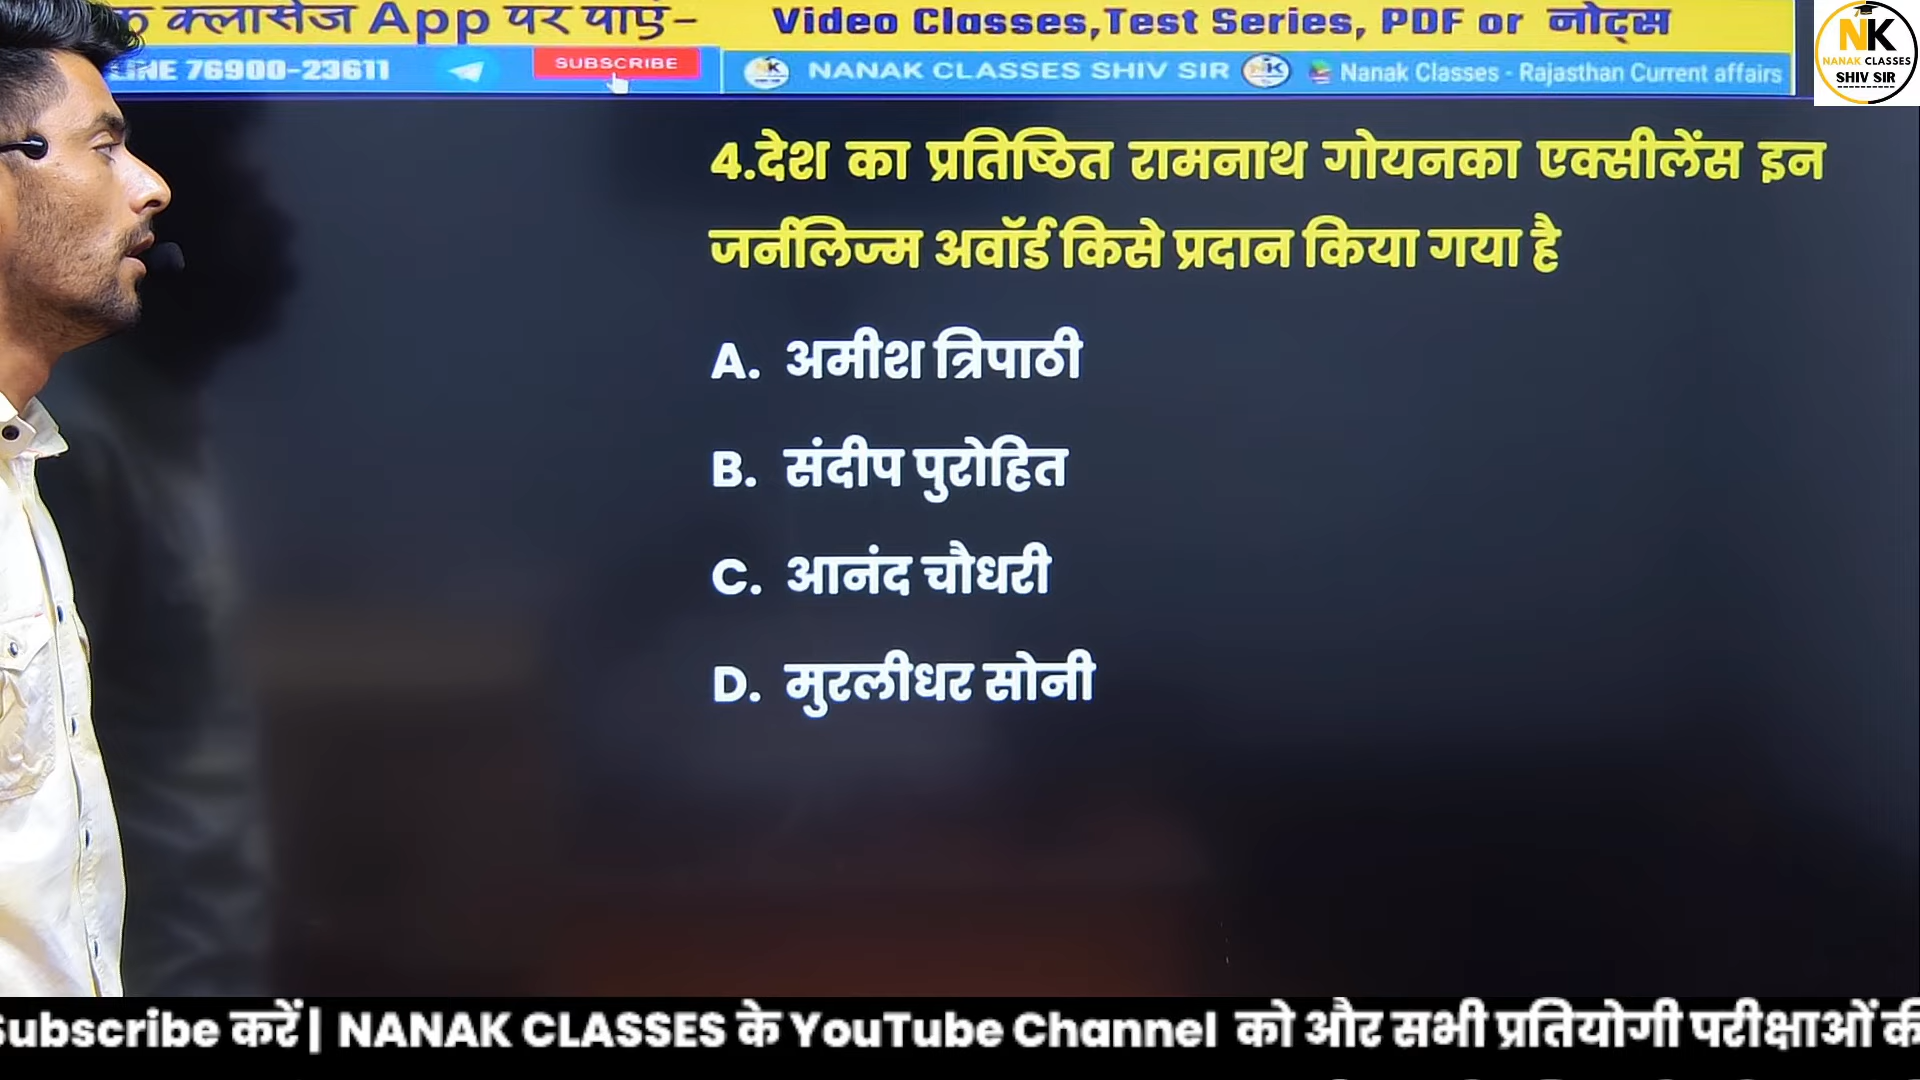 क्लासेज App पर पाएं-
Video Classes,Test Series, PDF or नोट्स
LINE 76900-23611
SUBSCRIBE
NANAK CLASSES SHIV SIR
Nanak Classes - Rajasthan Current affairs
NK
NANAK CLASSES
SHIV SIR
4.देश का प्रतिष्ठित रामनाथ गोयनका एक्सीलेंस इन
जर्नलिज्म अवॉर्ड किसे प्रदान किया गया है
A. अमीश त्रिपाठी
B. संदीप पुरोहित
C. आनंद चौधरी
D. मुरलीधर सोनी
Subscribe करें| NANAK CLASSES के YouTube Channel को और सभी प्रतियोगी परीक्षाओं की